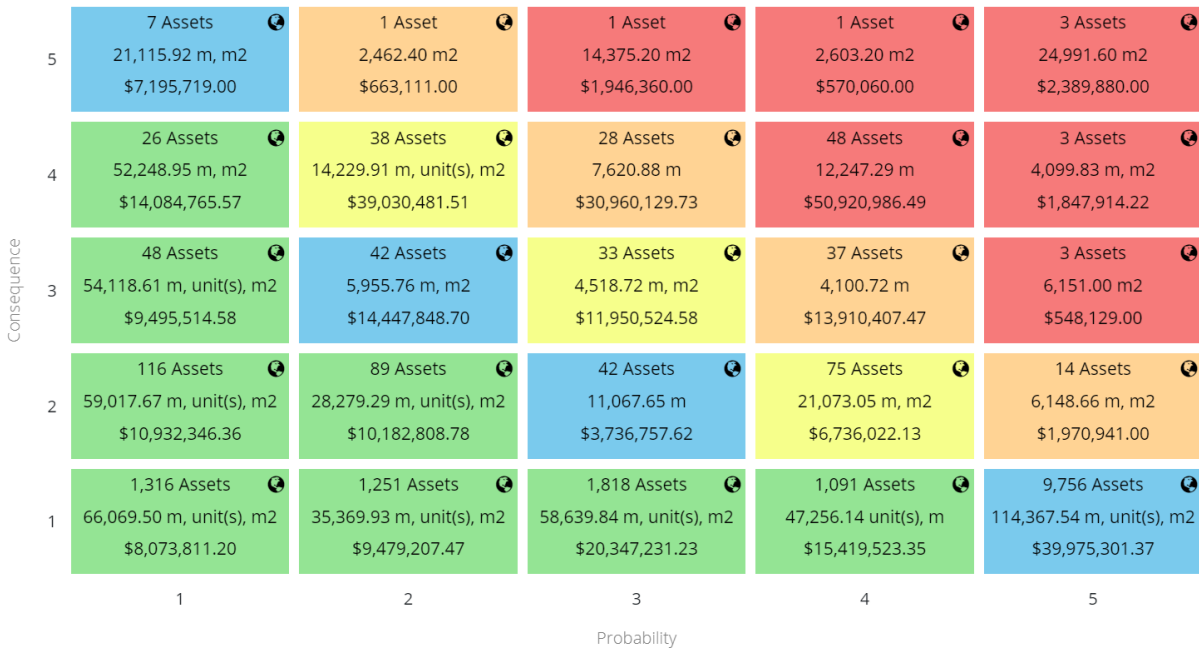 7 Assets
21,115.92 m, m2
$7,195,719.00
1 Asset
2,462.40 m2
$663,111.00
1 Asset
14,375.20 m2
$1,946,360.00
1 Asset
2,603.20 m2
$570,060.00
3 Assets
24,991.60 m2
$2,389,880.00
5
26 Assets
52,248.95 m, m2
$14,084,765.57
38 Assets
14,229.91 m, unit(s), m2
$39,030,481.51
28 Assets
7,620.88 m
$30,960,129.73
48 Assets
12,247.29 m
$50,920,986.49
3 Assets
4,099.83 m, m2
$1,847,914.22
4
48 Assets
54,118.61 m, unit(s), m2
$9,495,514.58
42 Assets
5,955.76 m, m2
$14,447,848.70
33 Assets
4,518.72 m, m2
$11,950,524.58
37 Assets
4,100.72 m
$13,910,407.47
3 Assets
6,151.00 m2
$548,129.00
3
Consequence
116 Assets
59,017.67 m, unit(s), m2
$10,932,346.36
89 Assets
28,279.29 m, unit(s), m2
$10,182,808.78
42 Assets
11,067.65 m
$3,736,757.62
75 Assets
21,073.05 m, m2
$6,736,022.13
14 Assets
6,148.66 m, m2
$1,970,941.00
2
1,316 Assets
66,069.50 m, unit(s), m2
$8,073,811.20
1,251 Assets
35,369.93 m, unit(s), m2
$9,479,207.47
1,818 Assets
58,639.84 m, unit(s), m2
$20,347,231.23
1,091 Assets
47,256.14 unit(s), m
$15,419,523.35
9,756 Assets
114,367.54 m, unit(s), m2
$39,975,301.37
1
1
2
3
4
5
Probability